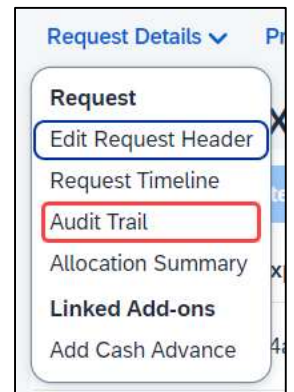 Request Details
Request
Edit Request Header
Request Timeline
Audit Trail
Allocation Summary
Linked Add-ons
Add Cash Advance